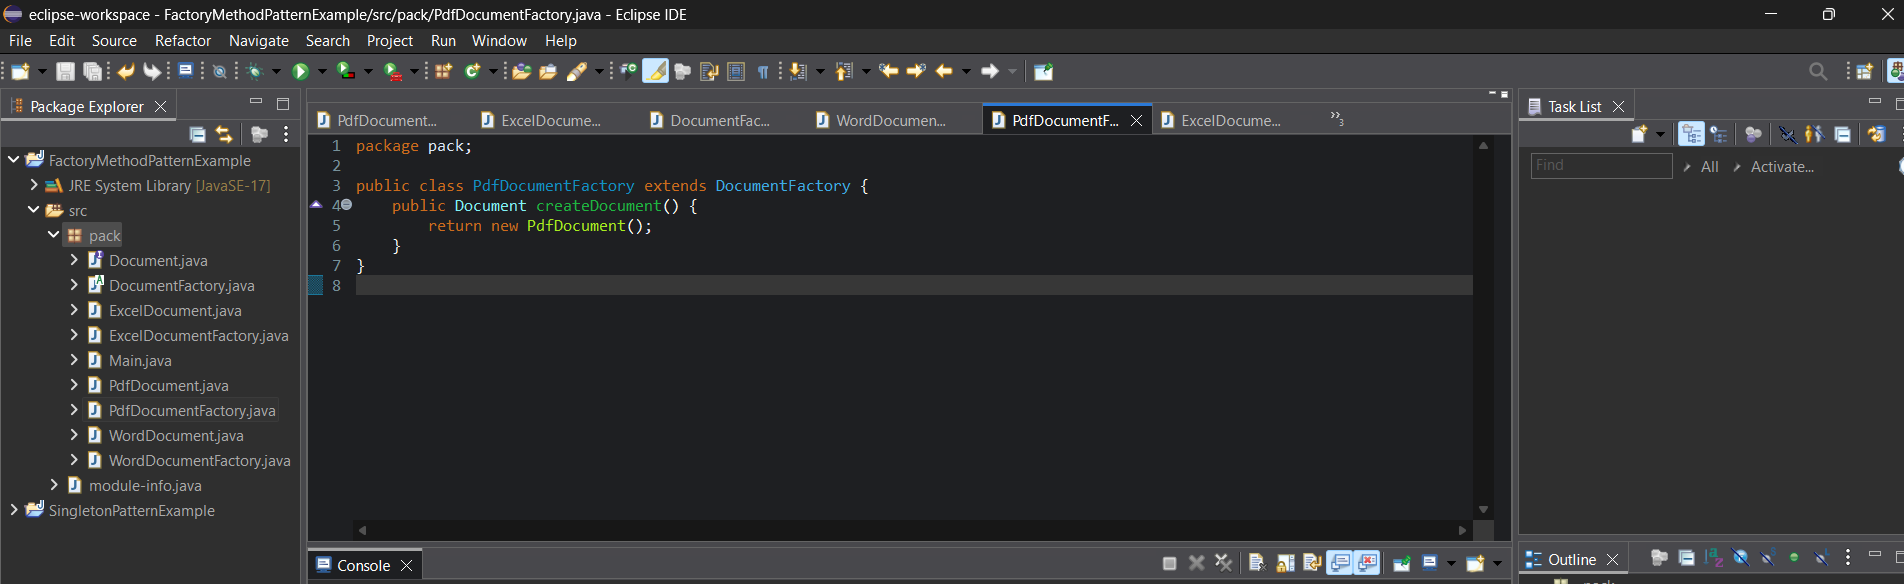 eclipse-workspace - FactoryMethodPatternExample/src/pack/PdfDocumentFactory.java - Eclipse IDE
File Edit Source Refactor Navigate Search Project Run Window Help
Package Explorer
FactoryMethodPatternExample
JRE System Library [JavaSE-17]
src
pack
Document.java
DocumentFactory.java
ExcelDocument.java
ExcelDocumentFactory.java
Main.java
PdfDocument.java
PdfDocumentFactory.java
WordDocument.java
WordDocumentFactory.java
module-info.java
SingletonPatternExample
PdfDocument... ExcelDocume... DocumentFac... WordDocumen... PdfDocumentF... ExcelDocume... »3
1 package pack;
2
3 public class PdfDocumentFactory extends DocumentFactory {
4 public Document createDocument() {
5 return new PdfDocument();
6 }
7 }
8
Console
Task List
Find All Activate...
Outline